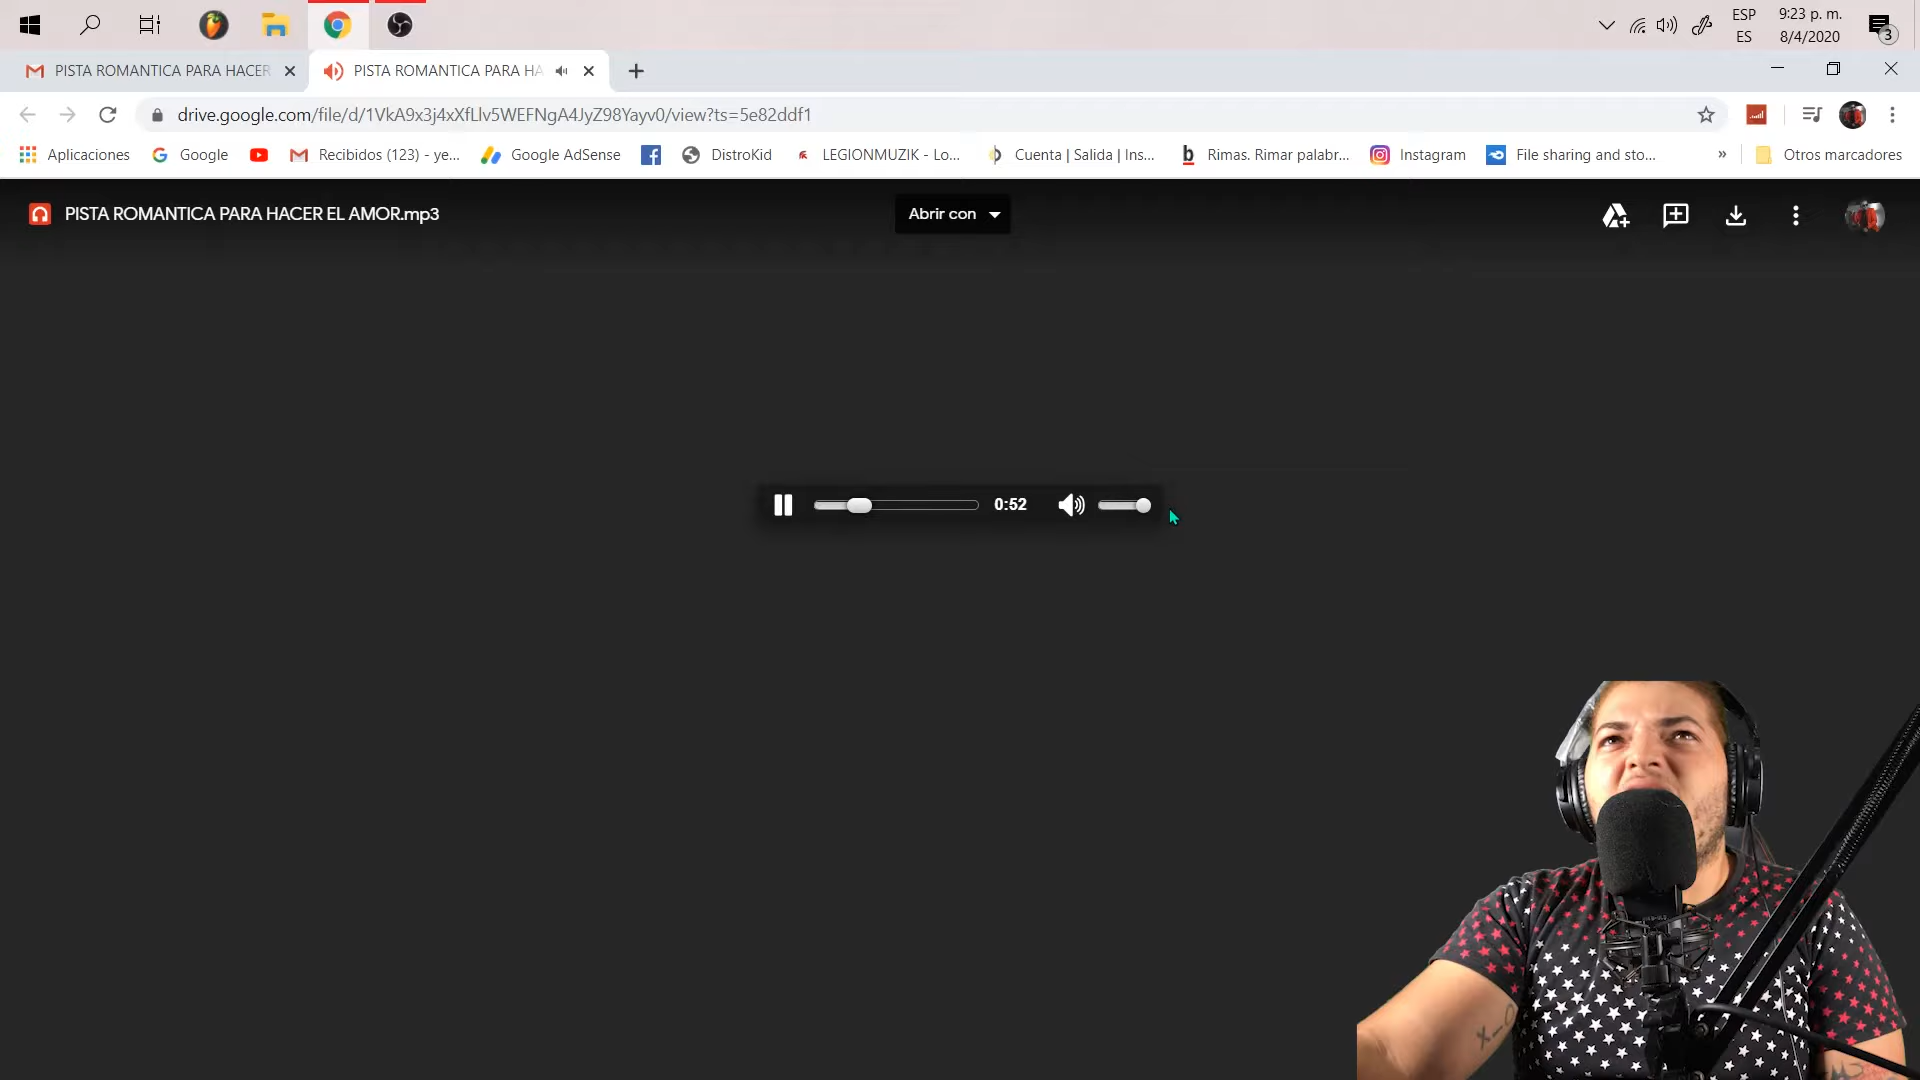 ESP
9:23 p. m.
ES
8/4/2020
3
PISTA ROMANTICA PARA HACER
PISTA ROMANTICA PARA HA
drive.google.com/file/d/1VkA9x3j4xXfLlv5WEFNgA4JyZ98Yayv0/view?ts=5e82ddf1
Aplicaciones
Google
Recibidos (123) - ye...
Google AdSense
DistroKid
LEGIONMUZIK - Lo...
Cuenta | Salida | Ins...
Rimas. Rimar palabr...
Instagram
File sharing and sto...
»
Otros marcadores
PISTA ROMANTICA PARA HACER EL AMOR.mp3
Abrir con
0:52